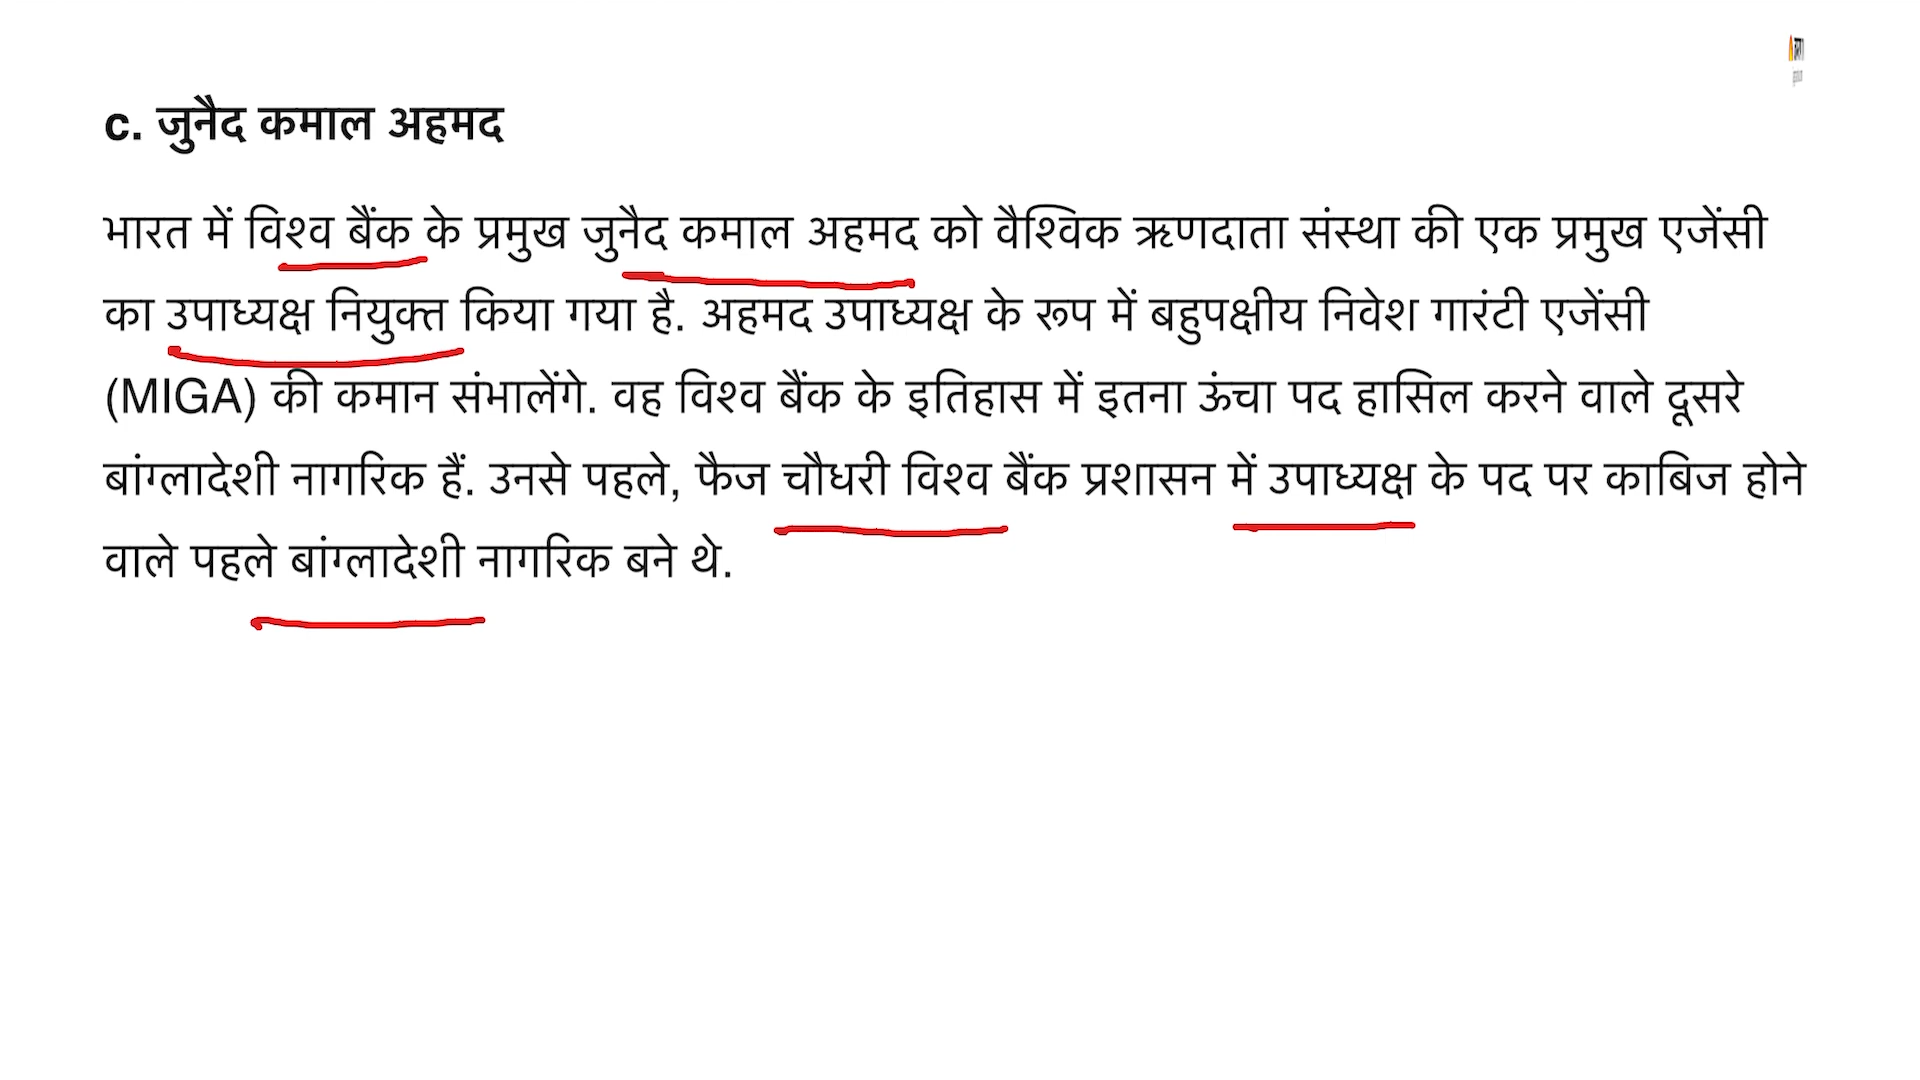 c. जुनैद कमाल अहमद
भारत में विश्व बैंक के प्रमुख जुनैद कमाल अहमद को वैश्विक ऋणदाता संस्था की एक प्रमुख एजेंसी
का उपाध्यक्ष नियुक्त किया गया है. अहमद उपाध्यक्ष के रूप में बहुपक्षीय निवेश गारंटी एजेंसी
(MIGA) की कमान संभालेंगे. वह विश्व बैंक के इतिहास में इतना ऊंचा पद हासिल करने वाले दूसरे
बांग्लादेशी नागरिक हैं. उनसे पहले, फैज चौधरी विश्व बैंक प्रशासन में उपाध्यक्ष के पद पर काबिज होने
वाले पहले बांग्लादेशी नागरिक बने थे.